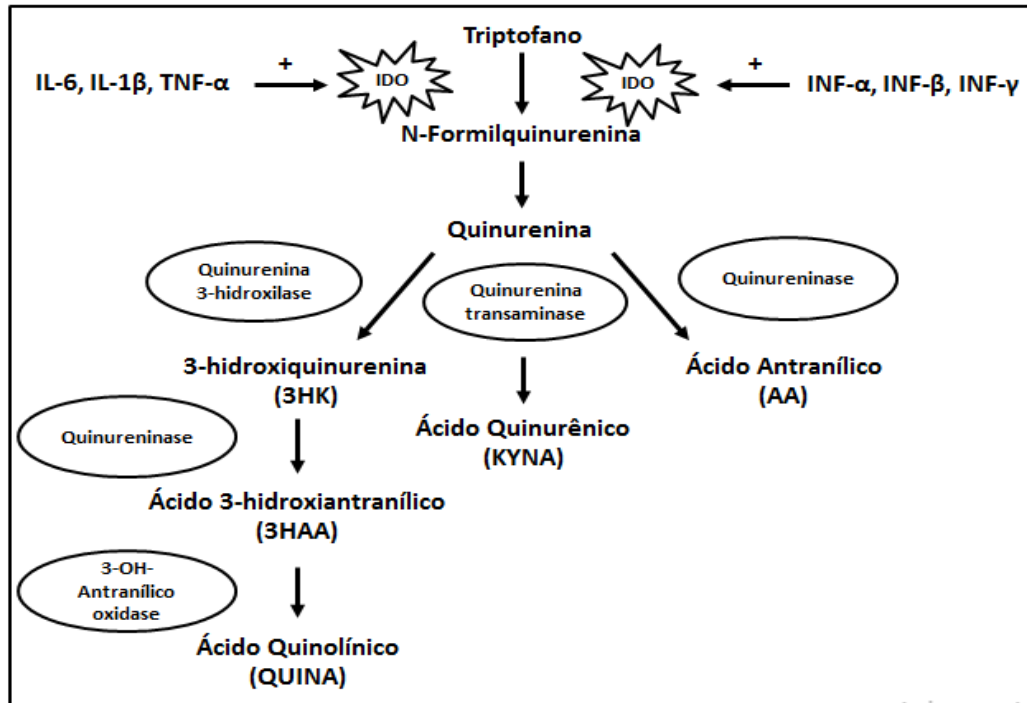 Triptofano
IL-6, IL-1β, TNF-α
+
IDO
IDO
+
INF-α, INF-β, INF-γ
N-Formilquinurenina
Quinurenina
Quinurenina
3-hidroxilase
Quinurenina
transaminase
Quinureninase
3-hidroxiquinurenina
(3HK)
Ácido Antranílico
(AA)
Quinureninase
Ácido Quinurênico
(KYNA)
Ácido 3-hidroxiantranílico
(3HAA)
3-OH-
Antranílico
oxidase
Ácido Quinolínico
(QUINA)